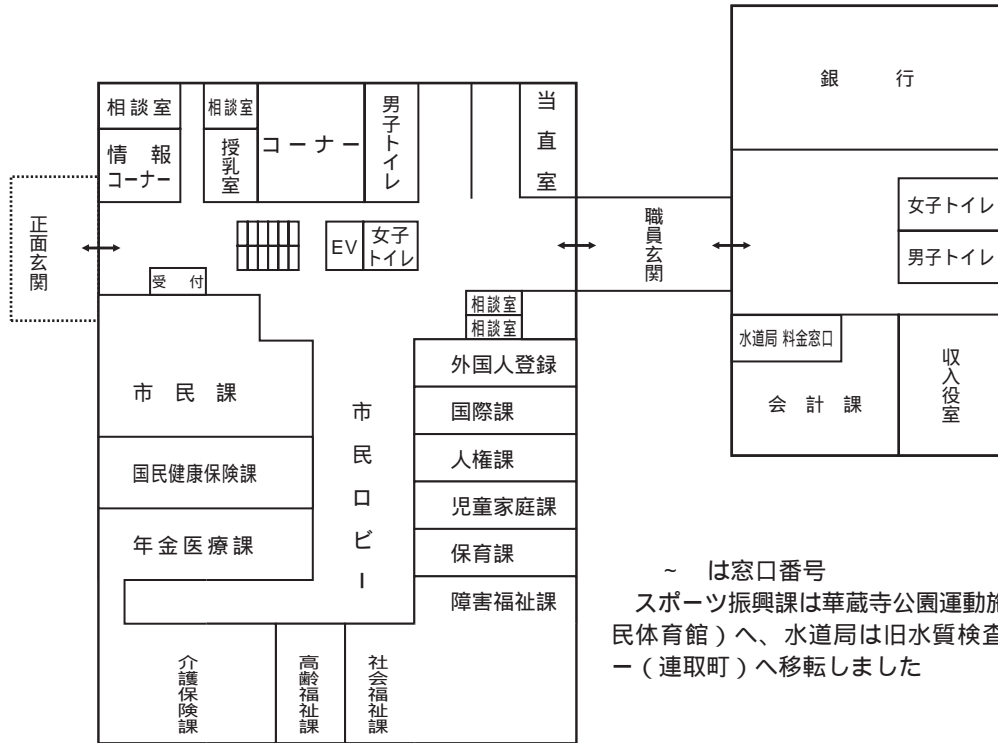 銀 行
相談室
相談室
コーナー
男子トイレ
当直室
情 報
コーナー
授乳室
正面玄関
EV
女子
トイレ
職員玄関
女子トイレ
男子トイレ
受 付
相談室
相談室
水道局 料金窓口
会 計 課
収入役室
市 民 課
市民ロビー
外国人登録
国際課
国民健康保険課
人権課
児童家庭課
年金医療課
保育課
障害福祉課
介護保険課
高齢福祉課
社会福祉課
~ は窓口番号
スポーツ振興課は華蔵寺公園運動施
民体育館)へ、水道局は旧水質検査
ー(連取町)へ移転しました